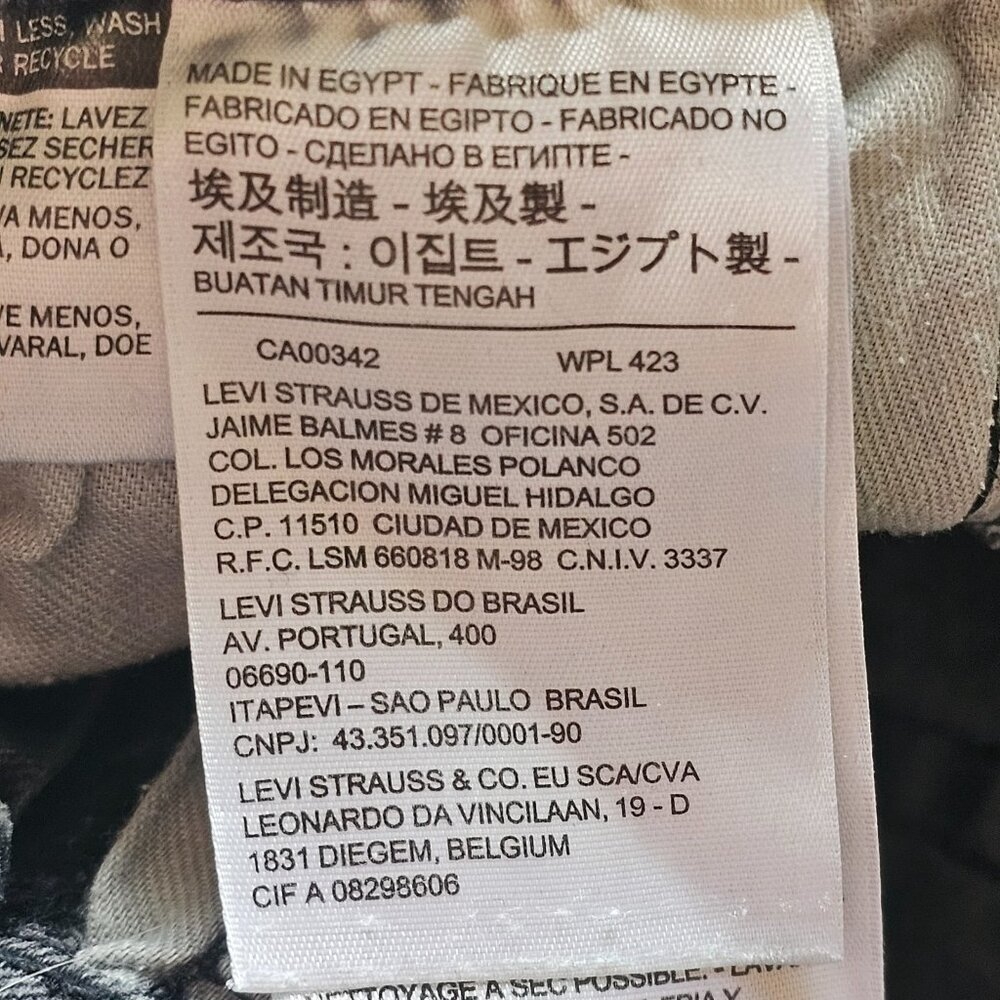 LESS, WASH
RECYCLE
LAVEZ
SECHER
RECYCLEZ
MENOS,
DONA O
MENOS,
VARAL, DOE
MADE IN EGYPT - FABRIQUE EN EGYPTE -
FABRICADO EN EGIPTO - FABRICADO NO
EGITO - СДЕЛАНО В ЕГИПТЕ -
埃及制造 - 埃及製 -
제조국 : 이집트 - エジプト製 -
BUATAN TIMUR TENGAH
CA00342 WPL 423
LEVI STRAUSS DE MEXICO, S.A. DE C.V.
JAIME BALMES # 8 OFICINA 502
COL. LOS MORALES POLANCO
DELEGACION MIGUEL HIDALGO
C.P. 11510 CIUDAD DE MEXICO
R.F.C. LSM 660818 M-98 C.N.I.V. 3337
LEVI STRAUSS DO BRASIL
AV. PORTUGAL, 400
06690-110
ITAPEVI – SAO PAULO BRASIL
CNPJ: 43.351.097/0001-90
LEVI STRAUSS & CO. EU SCA/CVA
LEONARDO DA VINCILAAN, 19 - D
1831 DIEGEM, BELGIUM
CIF A 08298606
NETTOYAGE A SEC POSSIBLE. -